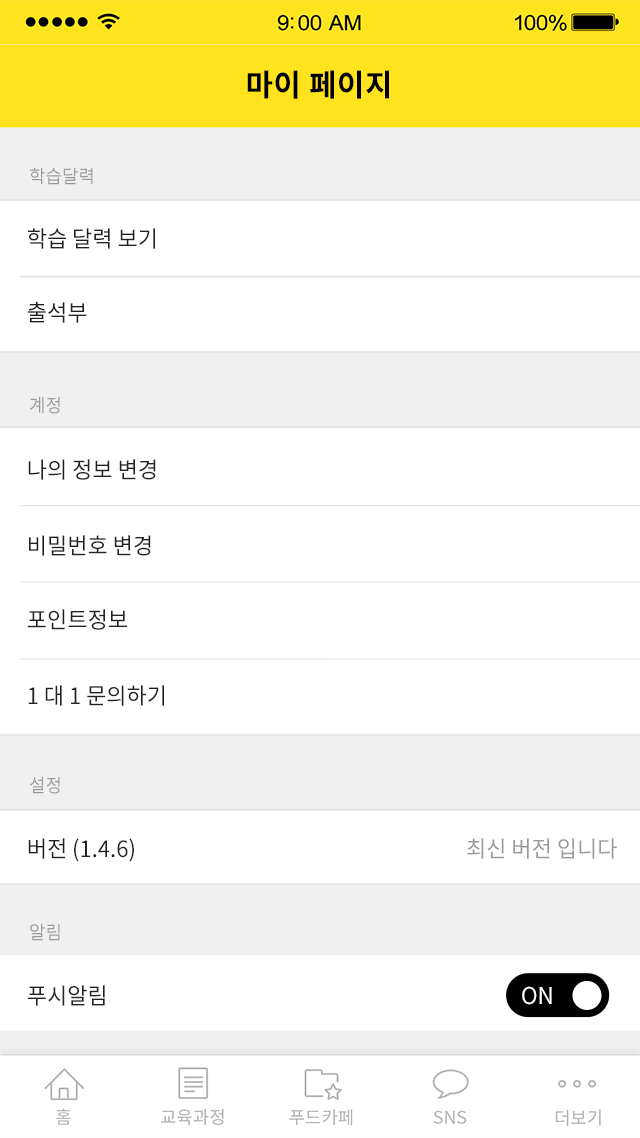 9:00 AM 100%
마이 페이지
학습달력
학습 달력 보기
출석부
계정
나의 정보 변경
비밀번호 변경
포인트정보
1 대 1 문의하기
설정
버전 (1.4.6) 최신 버전 입니다
알림
푸시알림 ON
홈 교육과정 푸드카페 SNS 더보기